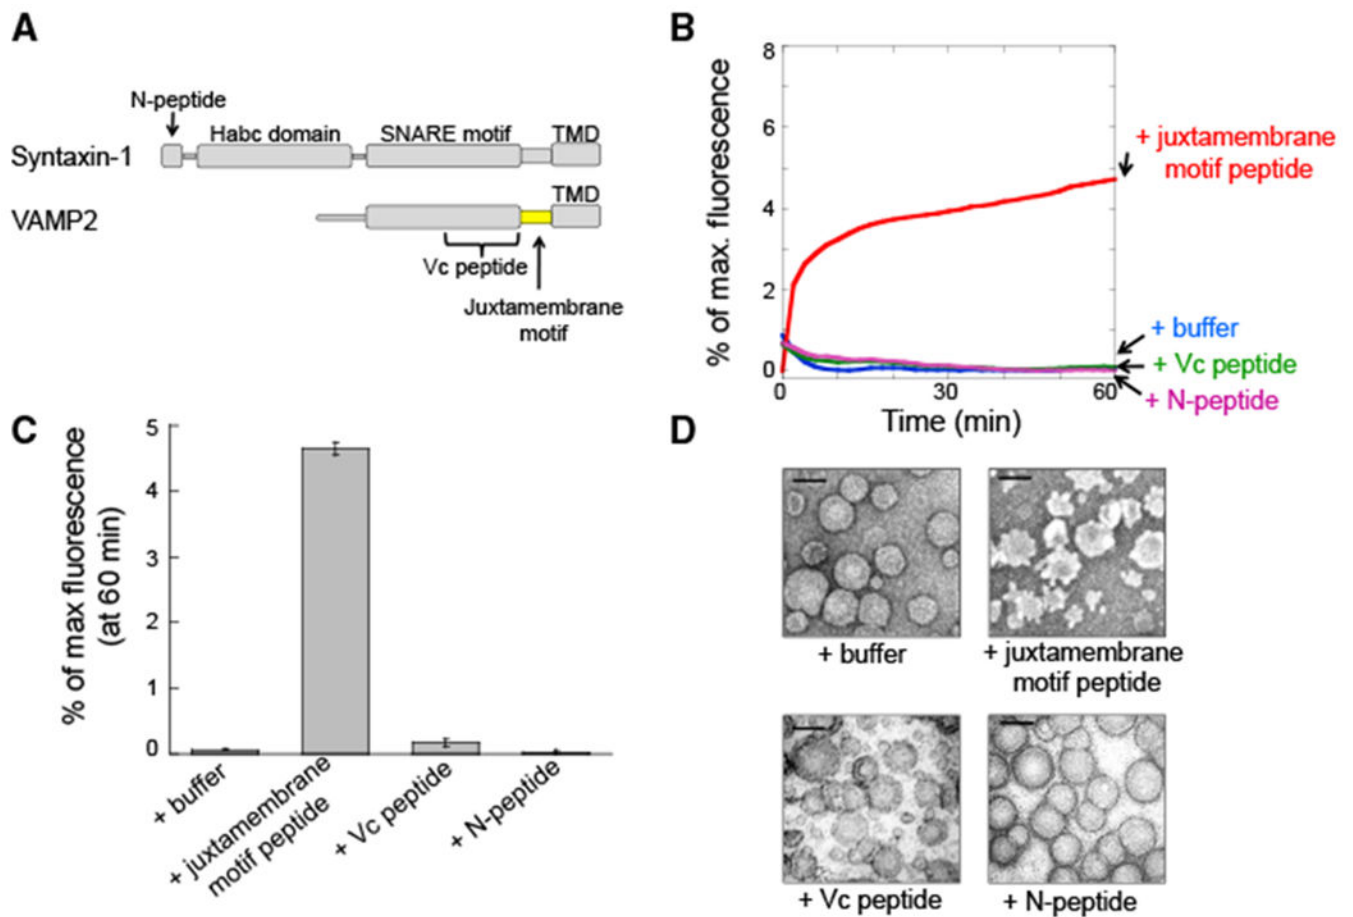 A
N-peptide
Habc domain
SNARE motif
TMD
Syntaxin-1
TMD
VAMP2
Vc peptide
Juxtamembrane
motif
B
% of max. fluorescence
8
6
4
2
0
0
30
60
Time (min)
+ juxtamembrane
motif peptide
+ buffer
+ Vc peptide
+ N-peptide
C
% of max fluorescence
(at 60 min)
5
4
3
2
1
0
+ buffer
+ juxtamembrane
motif peptide
+ Vc peptide
+ N-peptide
D
+ buffer
+ juxtamembrane
motif peptide
+ Vc peptide
+ N-peptide